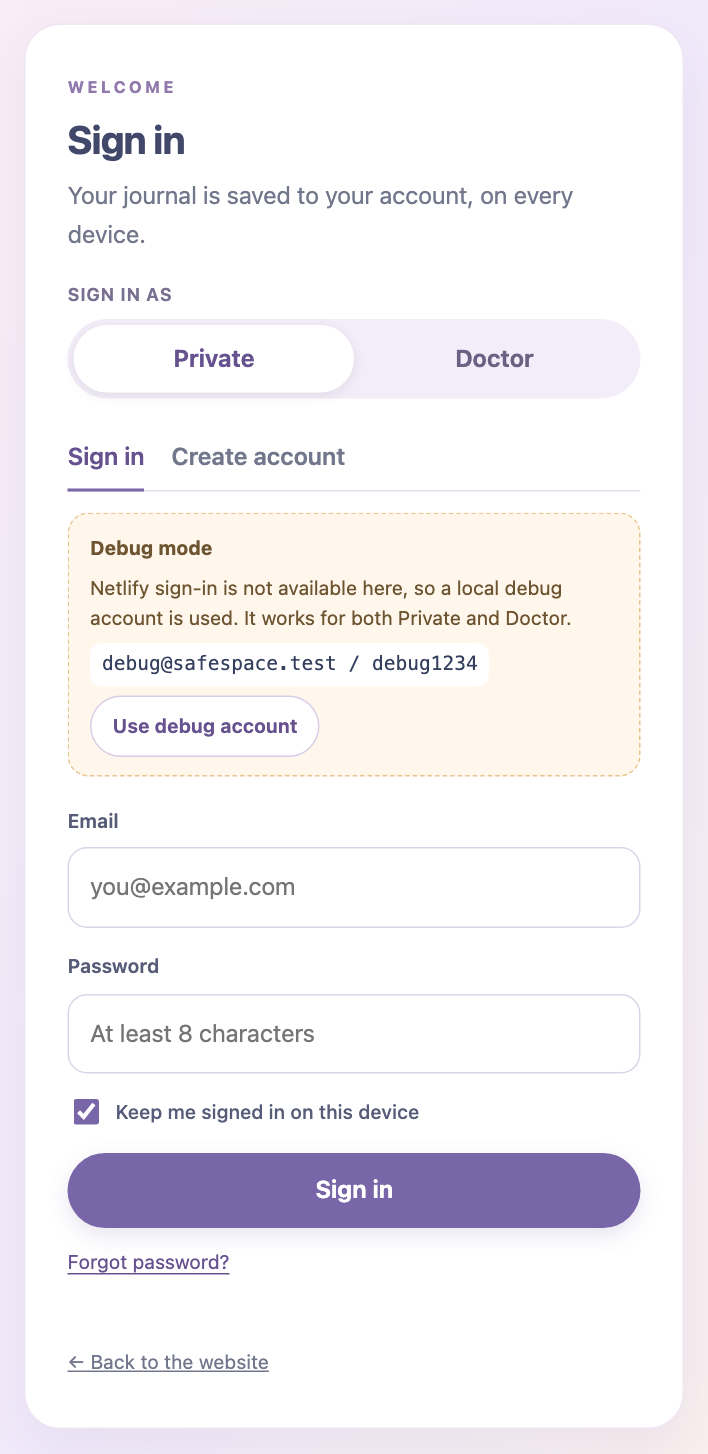 WELCOME
Sign in
Your journal is saved to your account, on every
device.
SIGN IN AS
Private
Doctor
Sign in
Create account
Debug mode
Netlify sign-in is not available here, so a local debug
account is used. It works for both Private and Doctor.
debug@safespace.test / debug1234
Use debug account
Email
you@example.com
Password
At least 8 characters
Keep me signed in on this device
Sign in
Forgot password?
← Back to the website